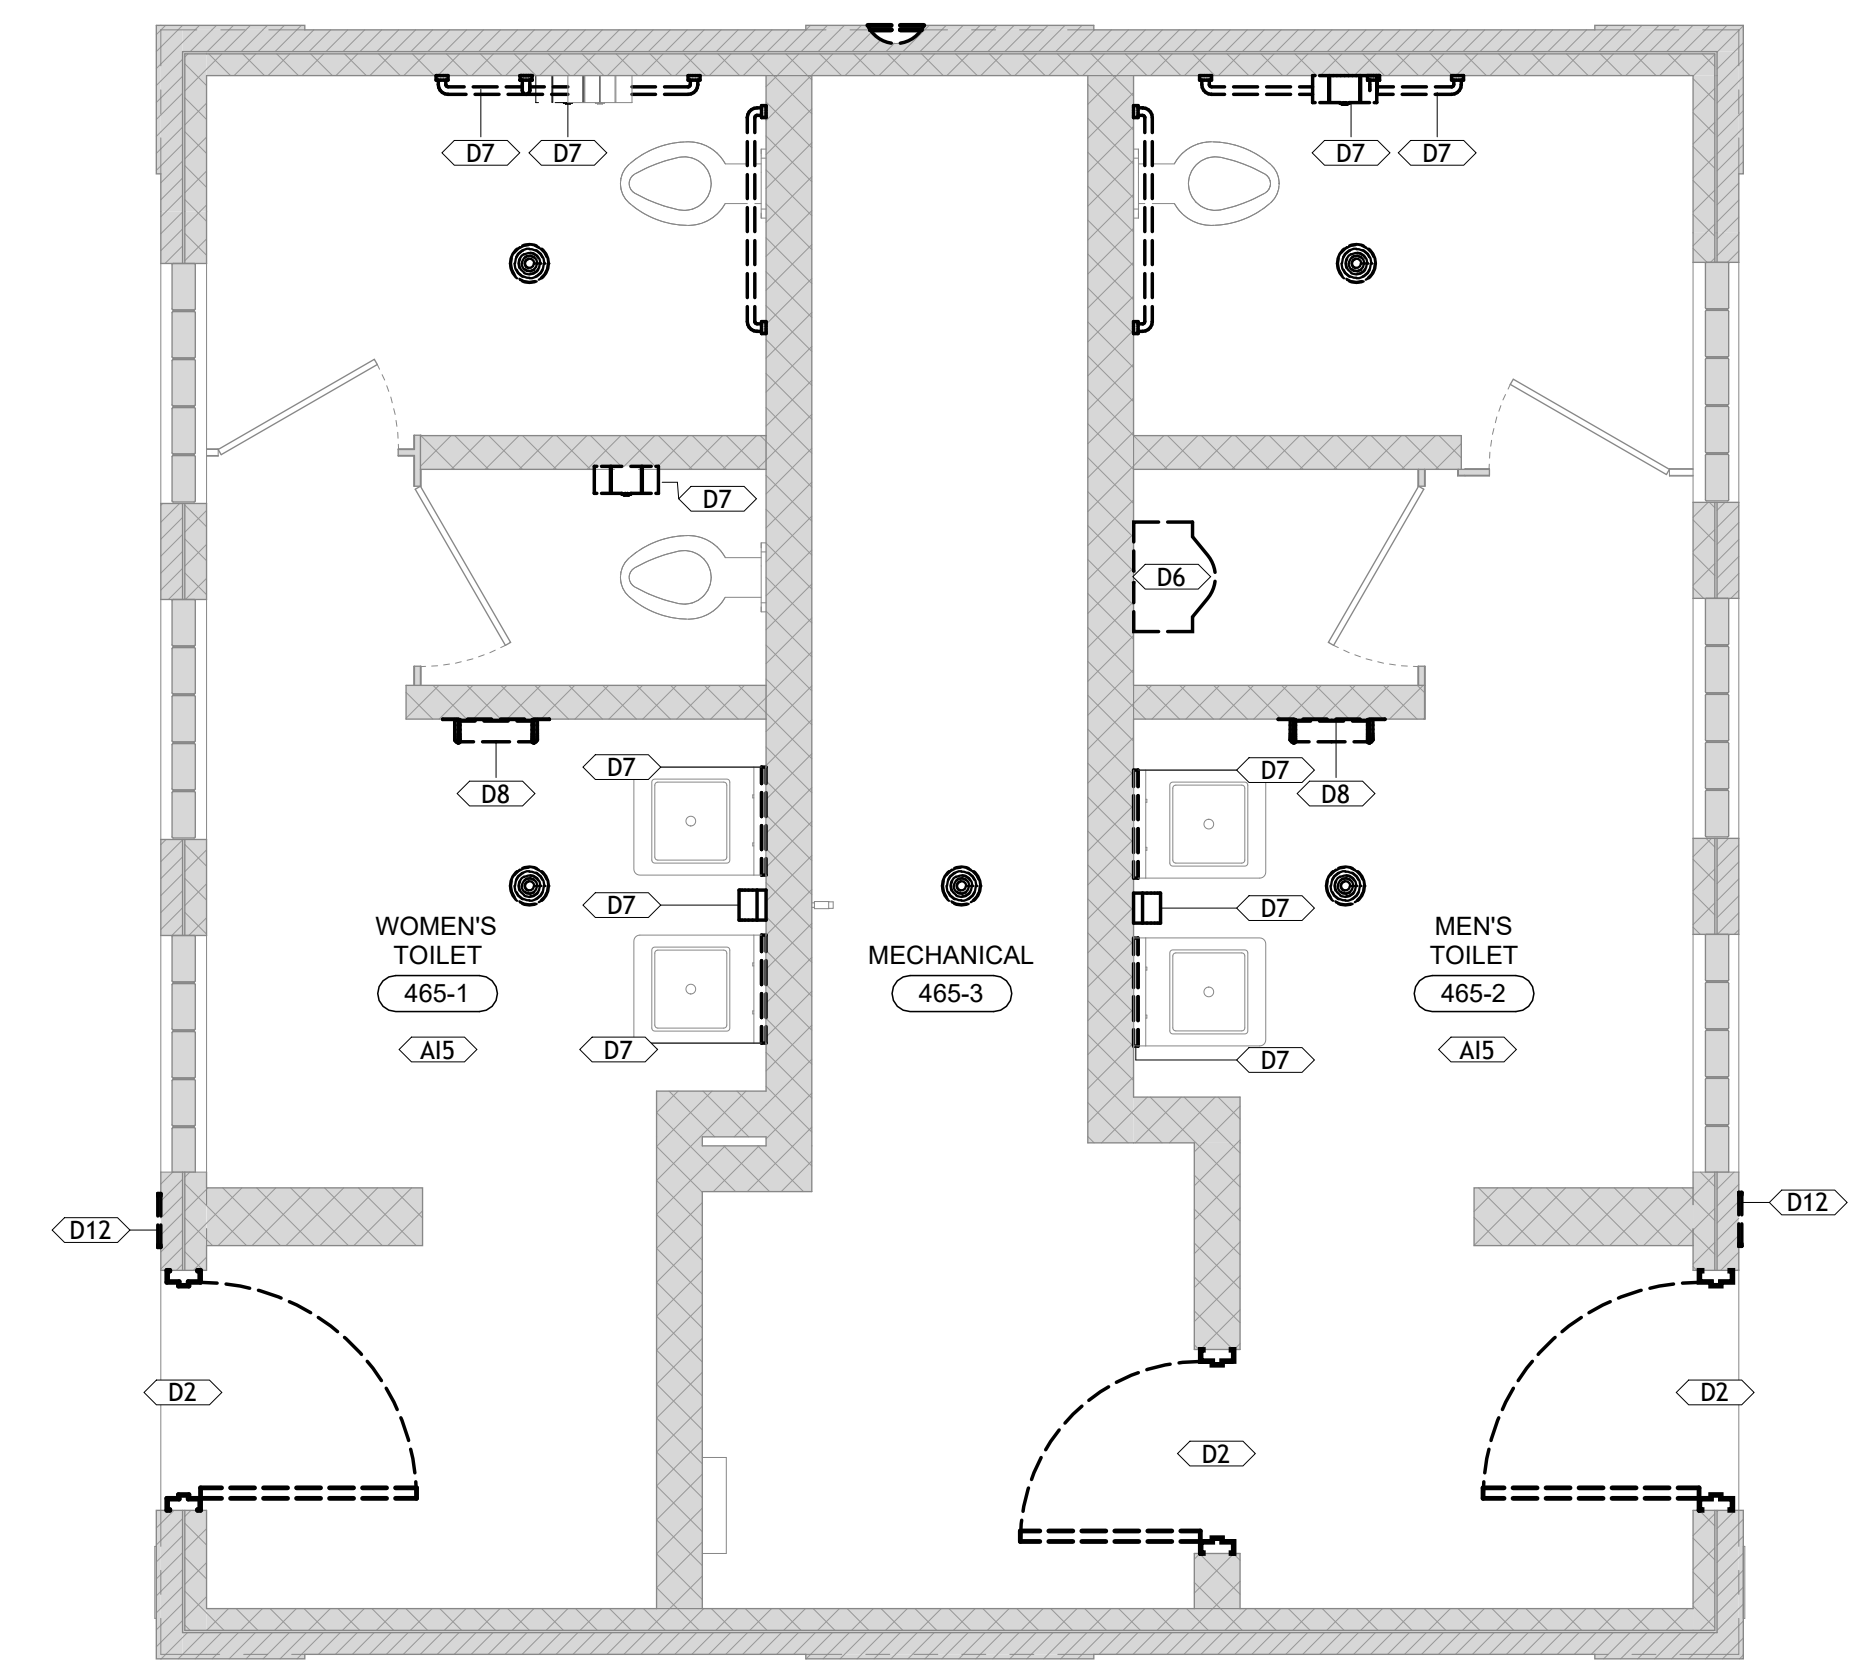 D7
D7
D7
D7
D7
D6
D7
D7
D8
D8
D7
D7
WOMEN'S
TOILET
465-1
MECHANICAL
465-3
MEN'S
TOILET
465-2
AI5
D7
D7
AI5
D12
D12
D2
D2
D2